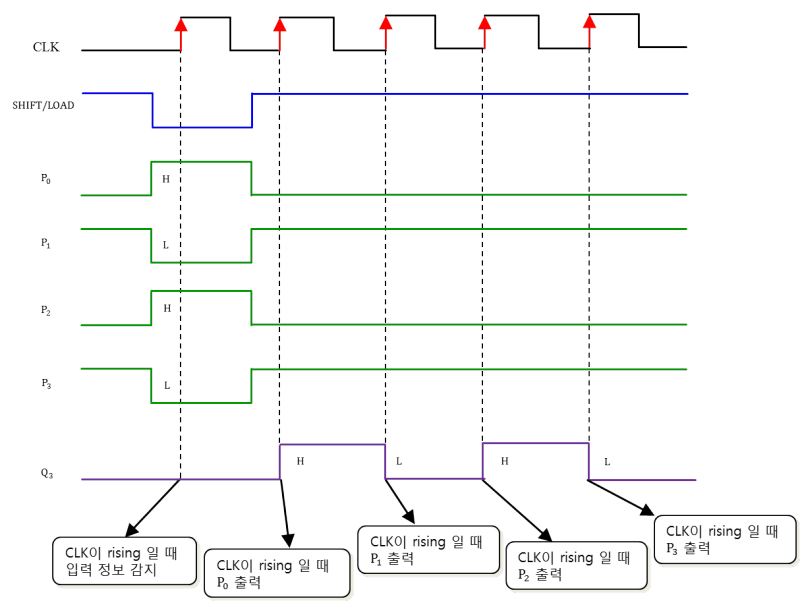 CLK
SHIFT/LOAD
P₀
H
P₁
L
P₂
H
P₃
L
Q₃
H
L
H
L
CLK이 rising 일 때
입력 정보 감지
CLK이 rising 일 때
P₀ 출력
CLK이 rising 일 때
P₁ 출력
CLK이 rising 일 때
P₂ 출력
CLK이 rising 일 때
P₃ 출력